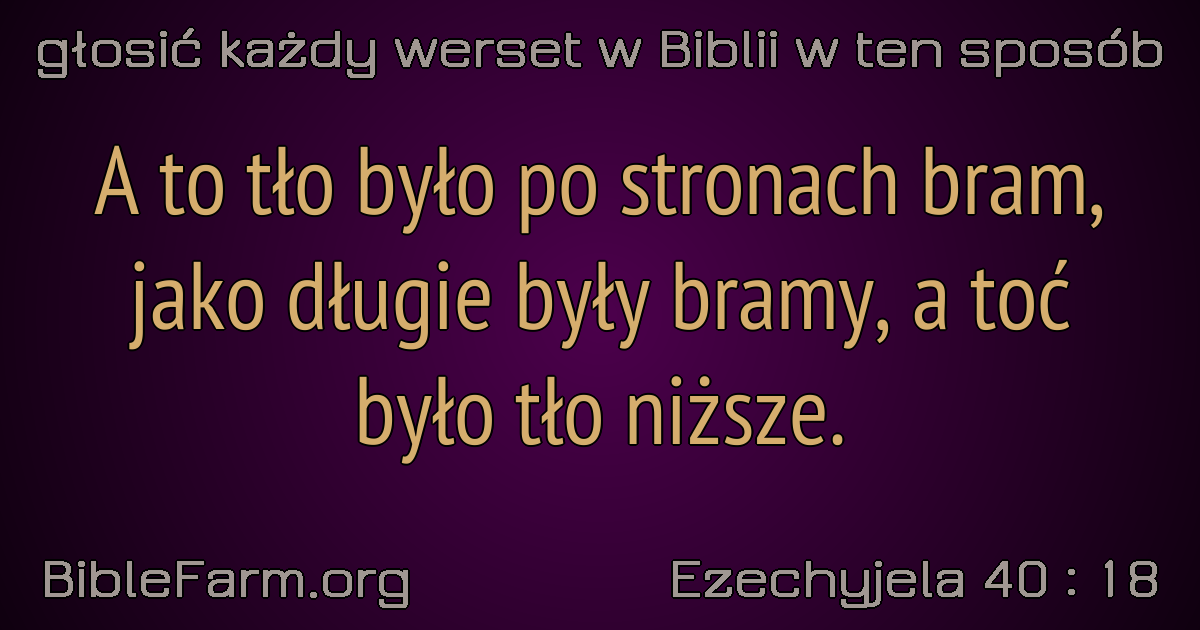 głosić każdy werset w Biblii w ten sposób
A to tło było po stronach bram,
jako długie były bramy, a toć
było tło niższe.
BibleFarm.org
Ezechyjela 40 : 18